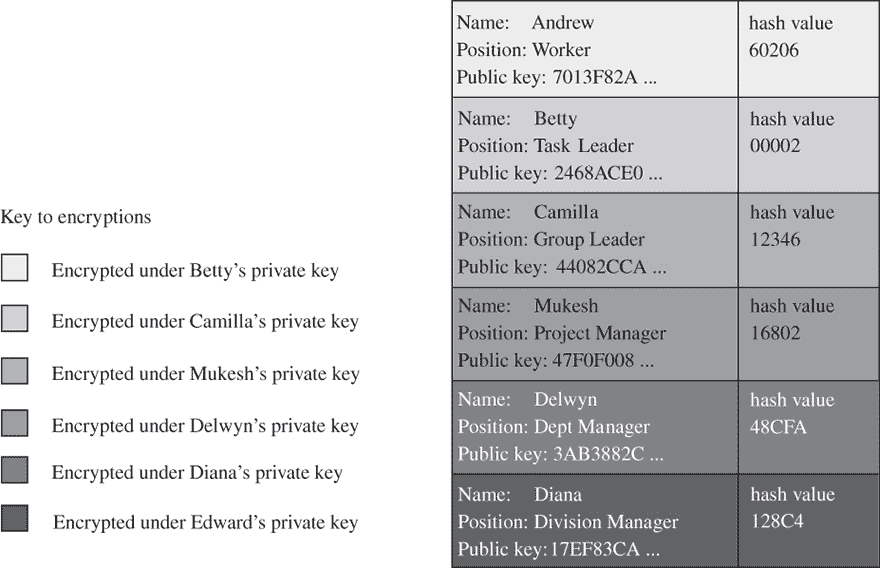 Name: Andrew
Position: Worker
Public key: 7013F82A ...
hash value
60206
Name: Betty
Position: Task Leader
Public key: 2468ACE0 ...
hash value
00002
Name: Camilla
Position: Group Leader
Public key: 44082CCA ...
hash value
12346
Name: Mukesh
Position: Project Manager
Public key: 47F0F008 ...
hash value
16802
Name: Delwyn
Position: Dept Manager
Public key: 3AB3882C ...
hash value
48CFA
Name: Diana
Position: Division Manager
Public key: 17EF83CA ...
hash value
128C4
Key to encryptions
Encrypted under Betty's private key
Encrypted under Camilla's private key
Encrypted under Mukesh's private key
Encrypted under Delwyn's private key
Encrypted under Diana's private key
Encrypted under Edward's private key